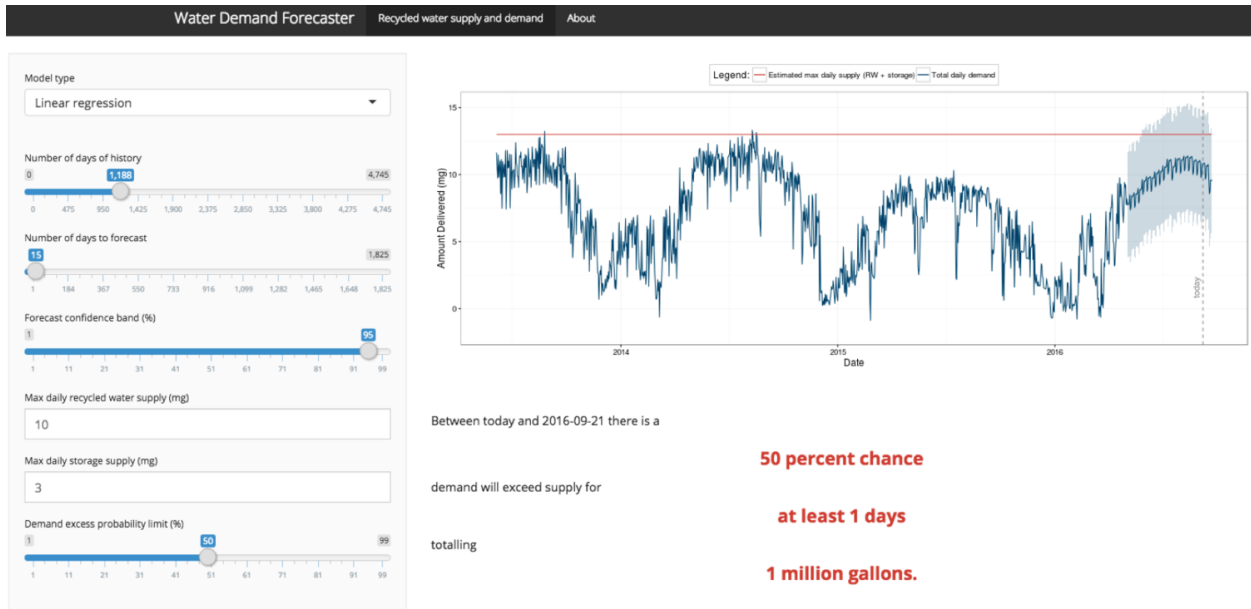 Water Demand Forecaster Recycled water supply and demand About
Model type
Linear regression
Number of days of history
0 1,188 4,745
0 475 950 1,425 1,900 2,375 2,850 3,325 3,800 4,275 4,745
Number of days to forecast
15 1,825
1 184 367 550 733 916 1,099 1,282 1,465 1,648 1,825
Forecast confidence band (%)
1 95
1 11 21 31 41 51 61 71 81 91 99
Max daily recycled water supply (mg)
10
Max daily storage supply (mg)
3
Demand excess probability limit (%)
1 50 99
1 11 21 31 41 51 61 71 81 91 99
Legend: Estimated max daily supply (RW + storage) Total daily demand
Amount Delivered (mg)
15
10
5
0
today
2014 2015 2016
Date
Between today and 2016-09-21 there is a
50 percent chance
demand will exceed supply for
at least 1 days
totalling
1 million gallons.